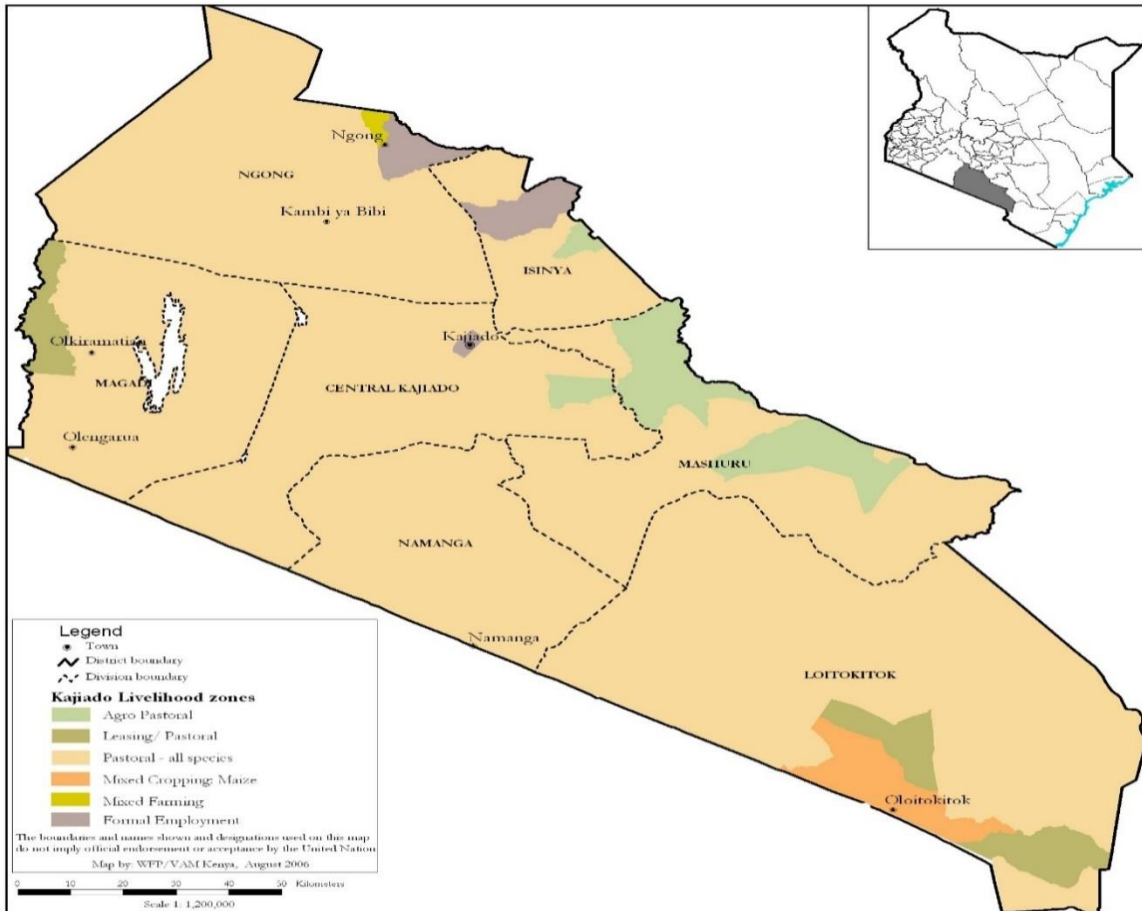 Ngong
NGONG
Kambi ya Bibi
ISINYA
Kajiado
Olkiramatian
MAGADI
CENTRAL KAJIADO
Olengarua
MASHURU
NAMANGA
Namanga
LOITOKITOK
Oloitokitok
Legend
Town
District boundary
Division boundary
Kajiado Livelihood zones
Agro Pastoral
Leasing/ Pastoral
Pastoral - all species
Mixed Cropping: Maize
Mixed Farming
Formal Employment
The boundaries and names shown and designations used on this map
do not imply official endorsement or acceptance by the United Nation
Map by: WFP/VAM Kenya, August 2006
0 10 20 30 40 50 Kilometers
Scale 1: 1,200,000